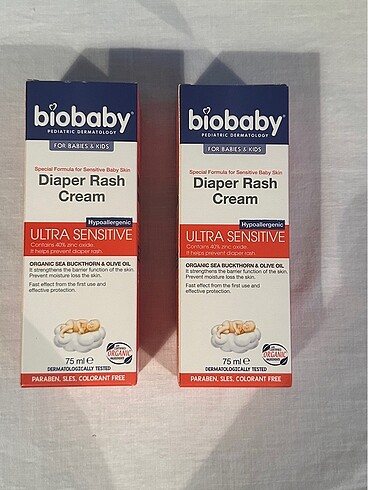 biobaby
PEDIATRIC DERMATOLOGY
FOR BABIES & KIDS
Special Formula for Sensitive Baby Skin
Diaper Rash
Cream
Hypoallergenic
ULTRA SENSITIVE
Contains 40% zinc oxide.
It helps prevent diaper rash.
ORGANIC SEA BUCKTHORN & OLIVE OIL
It strengthens the barrier function of the skin.
Prevent moisture loss the skin.
Fast effect from the first use and
effective protection.
75 ml ℮
ORGANIC
DERMATOLOGICALLY TESTED
PARABEN, SLES, COLORANT FREE
biobaby
PEDIATRIC DERMATOLOGY
FOR BABIES & KIDS
Special Formula for Sensitive Baby Skin
Diaper Rash
Cream
Hypoallergenic
ULTRA SENSITIVE
Contains 40% zinc oxide.
It helps prevent diaper rash.
ORGANIC SEA BUCKTHORN & OLIVE OIL
It strengthens the barrier function of the skin.
Prevent moisture loss the skin.
Fast effect from the first use and
effective protection.
75 ml ℮
ORGANIC
DERMATOLOGICALLY TESTED
PARABEN, SLES, COLORANT FREE